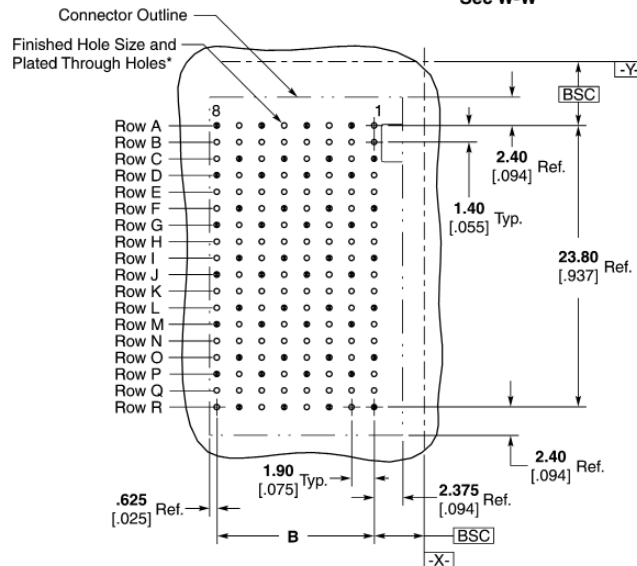 See W-W
Connector Outline
Finished Hole Size and
Plated Through Holes*
-Y-
BSC
8
1
Row A
Row B
Row C
Row D
Row E
Row F
Row G
Row H
Row I
Row J
Row K
Row L
Row M
Row N
Row O
Row P
Row Q
Row R
2.40
[.094] Ref.
1.40
[.055] Typ.
23.80
[.937] Ref.
2.40
[.094] Ref.
1.90
[.075] Typ.
.625
[.025] Ref.
2.375
[.094] Ref.
B
BSC
-X-